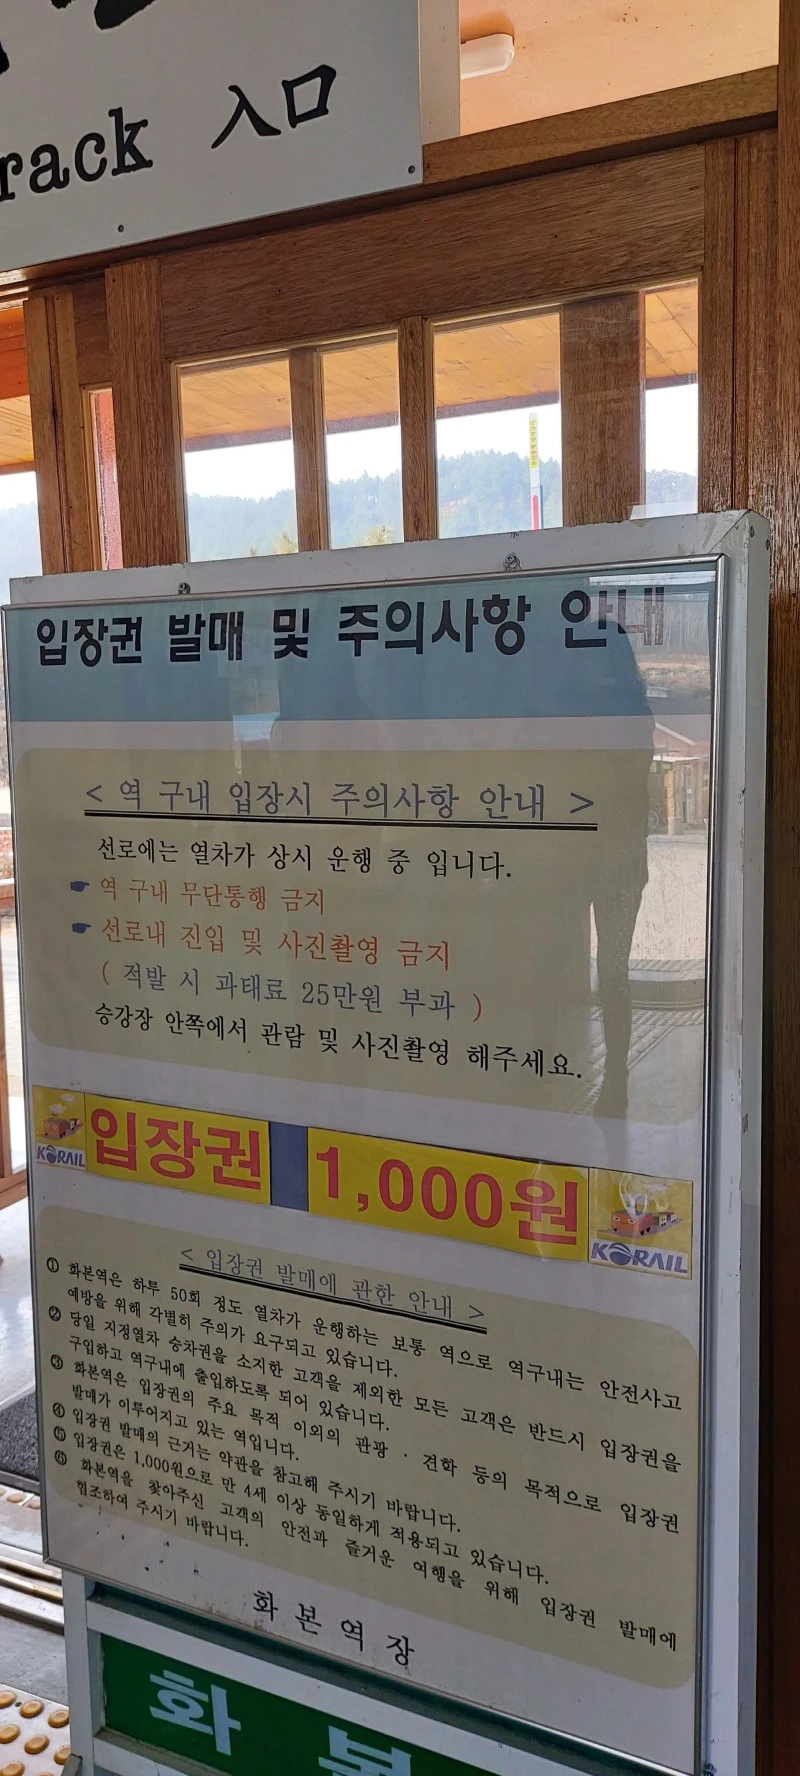 rack 入口
입장권 발매 및 주의사항 안내
< 역 구내 입장시 주의사항 안내 >
선로에는 열차가 상시 운행 중 입니다.
☛ 역 구내 무단통행 금지
☛ 선로내 진입 및 사진촬영 금지
( 적발 시 과태료 25만원 부과 )
승강장 안쪽에서 관람 및 사진촬영 해주세요.
KORAIL 입장권 1,000원 KORAIL
< 입장권 발매에 관한 안내 >
① 화본역은 하루 50회 정도 열차가 운행하는 보통 역으로 역구내는 안전사고
예방을 위해 각별히 주의가 요구되고 있습니다.
② 당일 지정열차 승차권을 소지한 고객을 제외한 모든 고객은 반드시 입장권을
구입하고 역구내에 출입하도록 되어 있습니다.
③ 화본역은 입장권의 주요 목적 이외의 관광 · 견학 등의 목적으로 입장권
발매가 이루어지고 있는 역입니다.
④ 입장권 발매의 근거는 약관을 참고해 주시기 바랍니다.
⑤ 입장권은 1,000원으로 만 4세 이상 동일하게 적용되고 있습니다.
⑥ 화본역을 찾아주신 고객의 안전과 즐거운 여행을 위해 입장권 발매에
협조하여 주시기 바랍니다.
화 본 역 장
화 본